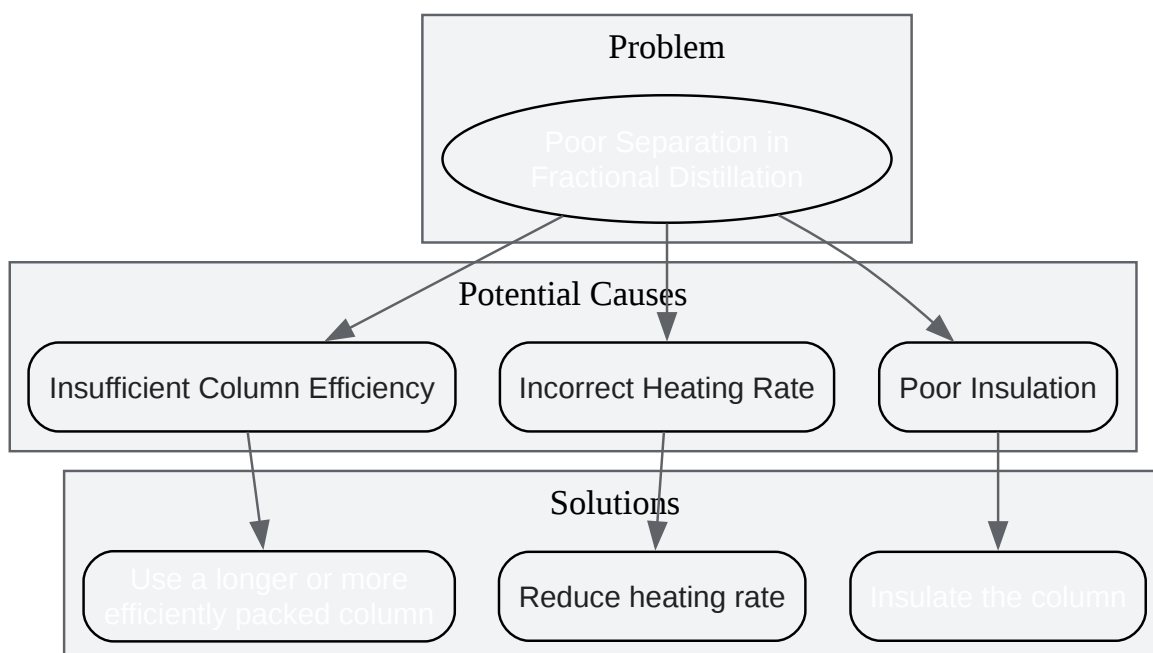 Problem
Poor Separation in
Fractional Distillation
Potential Causes
Insufficient Column Efficiency
Incorrect Heating Rate
Poor Insulation
Solutions
Use a longer or more
efficiently packed column
Reduce heating rate
Insulate the column